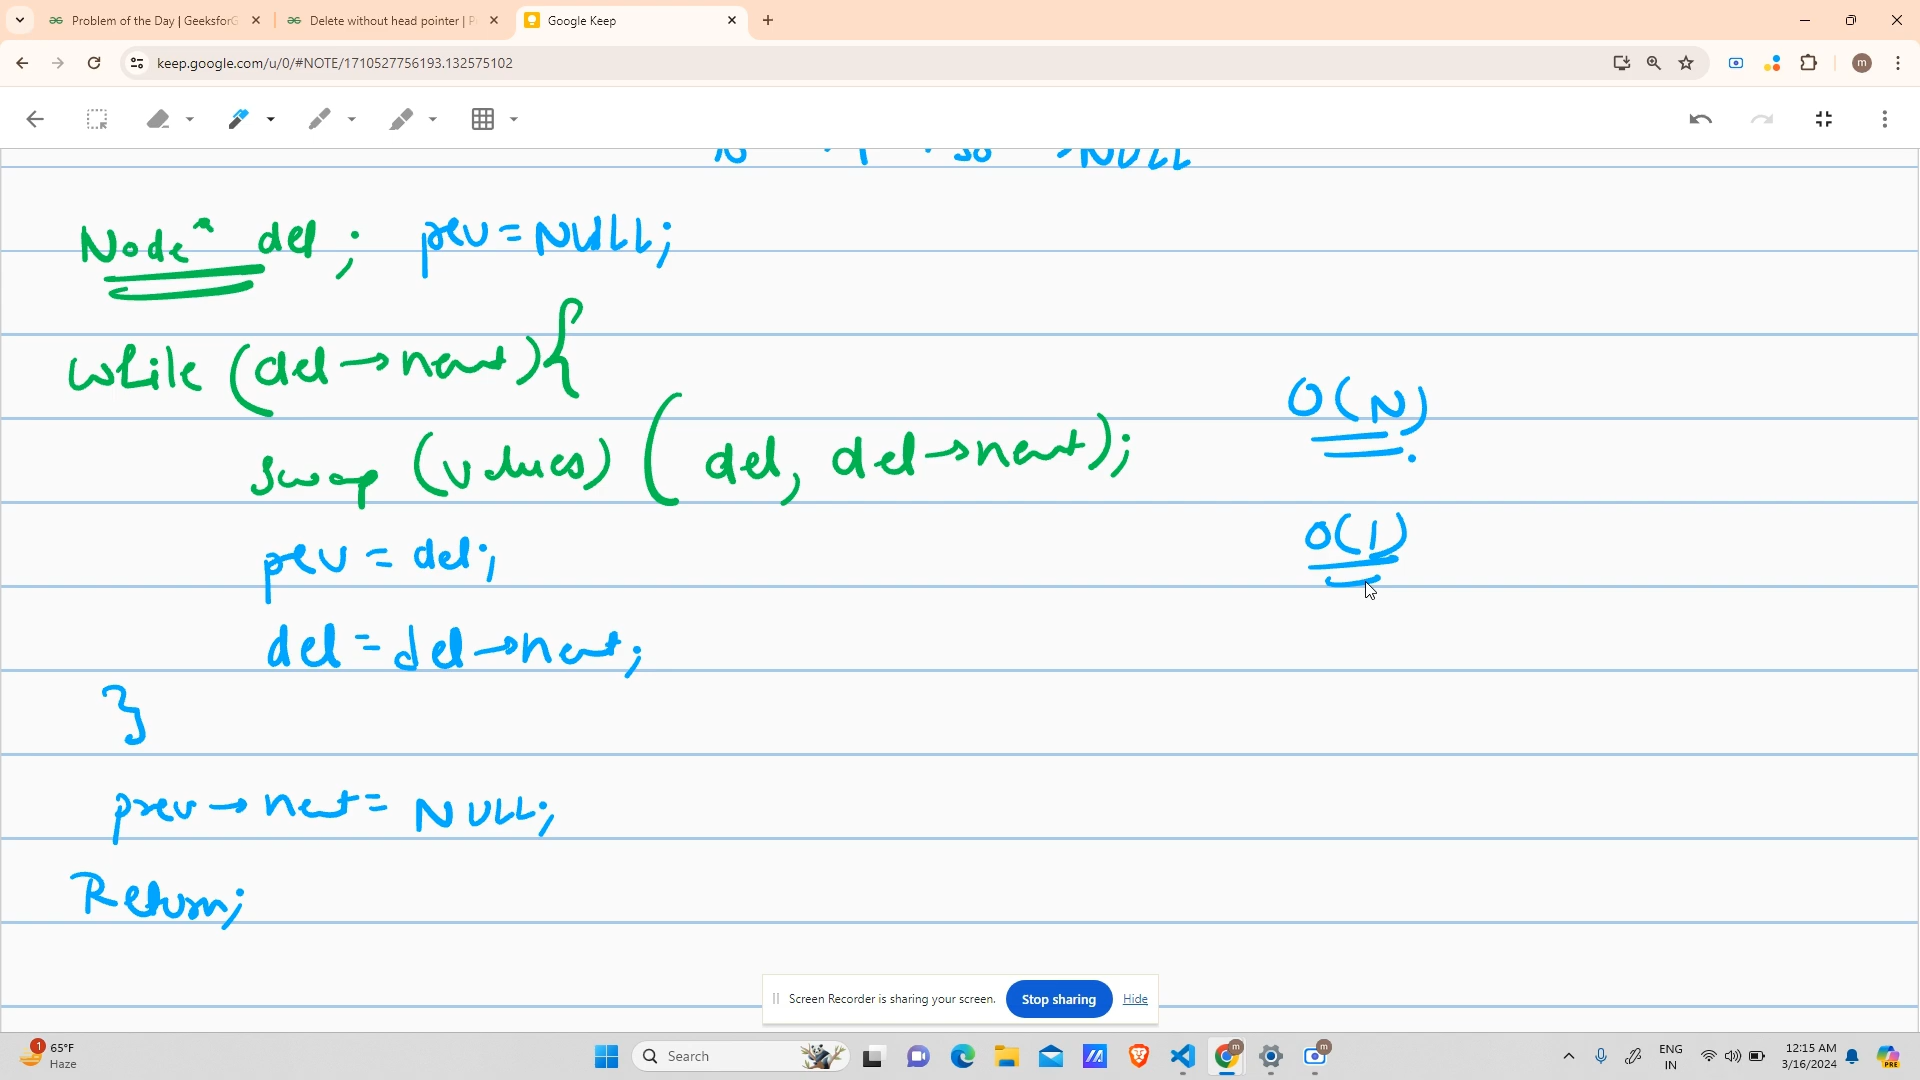 Problem of the Day | GeeksforG
Delete without head pointer | P
Google Keep
keep.google.com/u/0/#NOTE/1710527756193.132575102
m
NULL
Node* del; prev = NULL;
while (del→next){
swap (values) ( del, del→next);
O(N)
prev = del;
O(1)
del = del→next;
}
prev→next = NULL;
Return;
Screen Recorder is sharing your screen. Stop sharing Hide
1
65°F
Haze
Search
m
m
ENG
IN
12:15 AM
3/16/2024
PRE